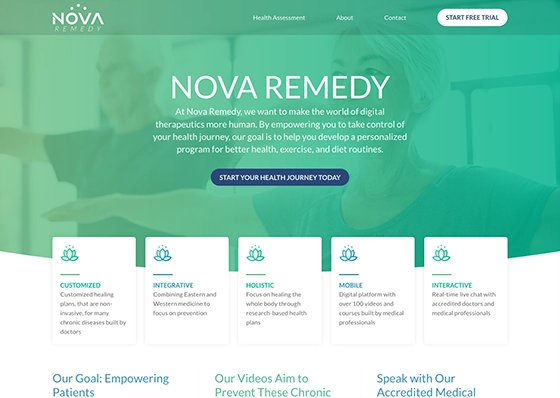 NOVA
REMEDY
Health Assessment
About
Contact
START FREE TRIAL
NOVA REMEDY
At Nova Remedy, we want to make the world of digital
therapeutics more human. By empowering you to take control of
your health journey, our goal is to help you develop a personalized
program for better health, exercise, and diet routines.
START YOUR HEALTH JOURNEY TODAY
CUSTOMIZED
Customized healing
plans, that are non-
invasive, for many
chronic diseases built by
doctors
INTEGRATIVE
Combining Eastern and
Western medicine to
focus on prevention
HOLISTIC
Focus on healing the
whole body through
research-based health
plans
MOBILE
Digital platform with
over 100 videos and
courses built by medical
professionals
INTERACTIVE
Real-time live chat with
accredited doctors and
medical professionals
Our Goal: Empowering
Patients
Our Videos Aim to
Prevent These Chronic
Speak with Our
Accredited Medical